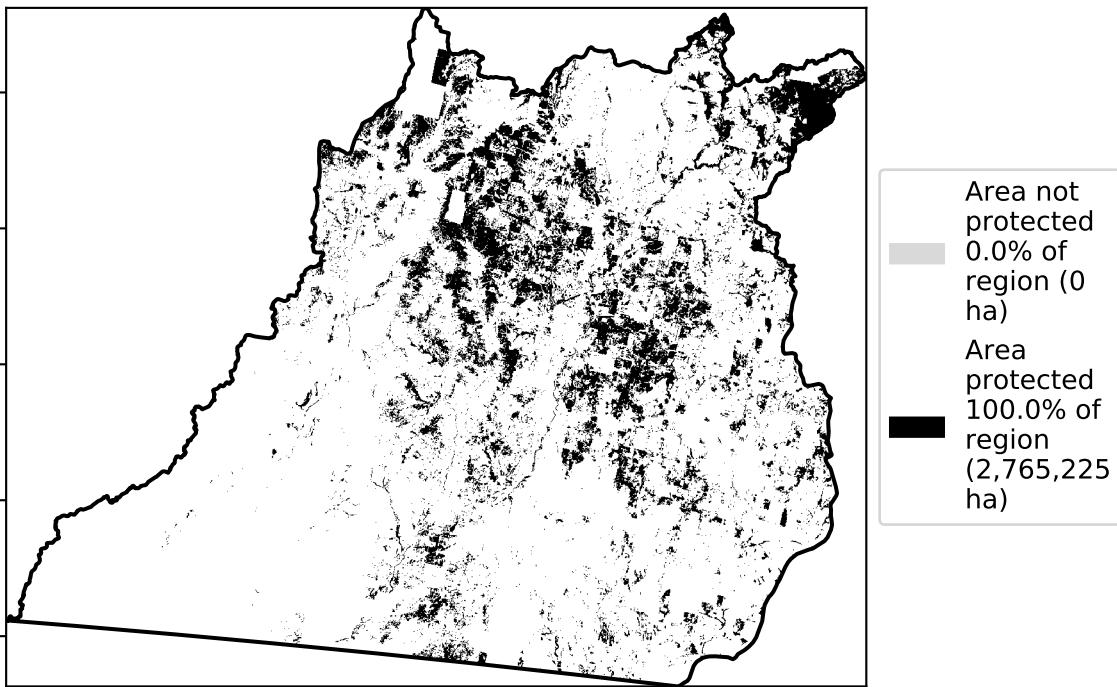 Area not
protected
0.0% of
region (0
ha)
Area
protected
100.0% of
region
(2,765,225
ha)